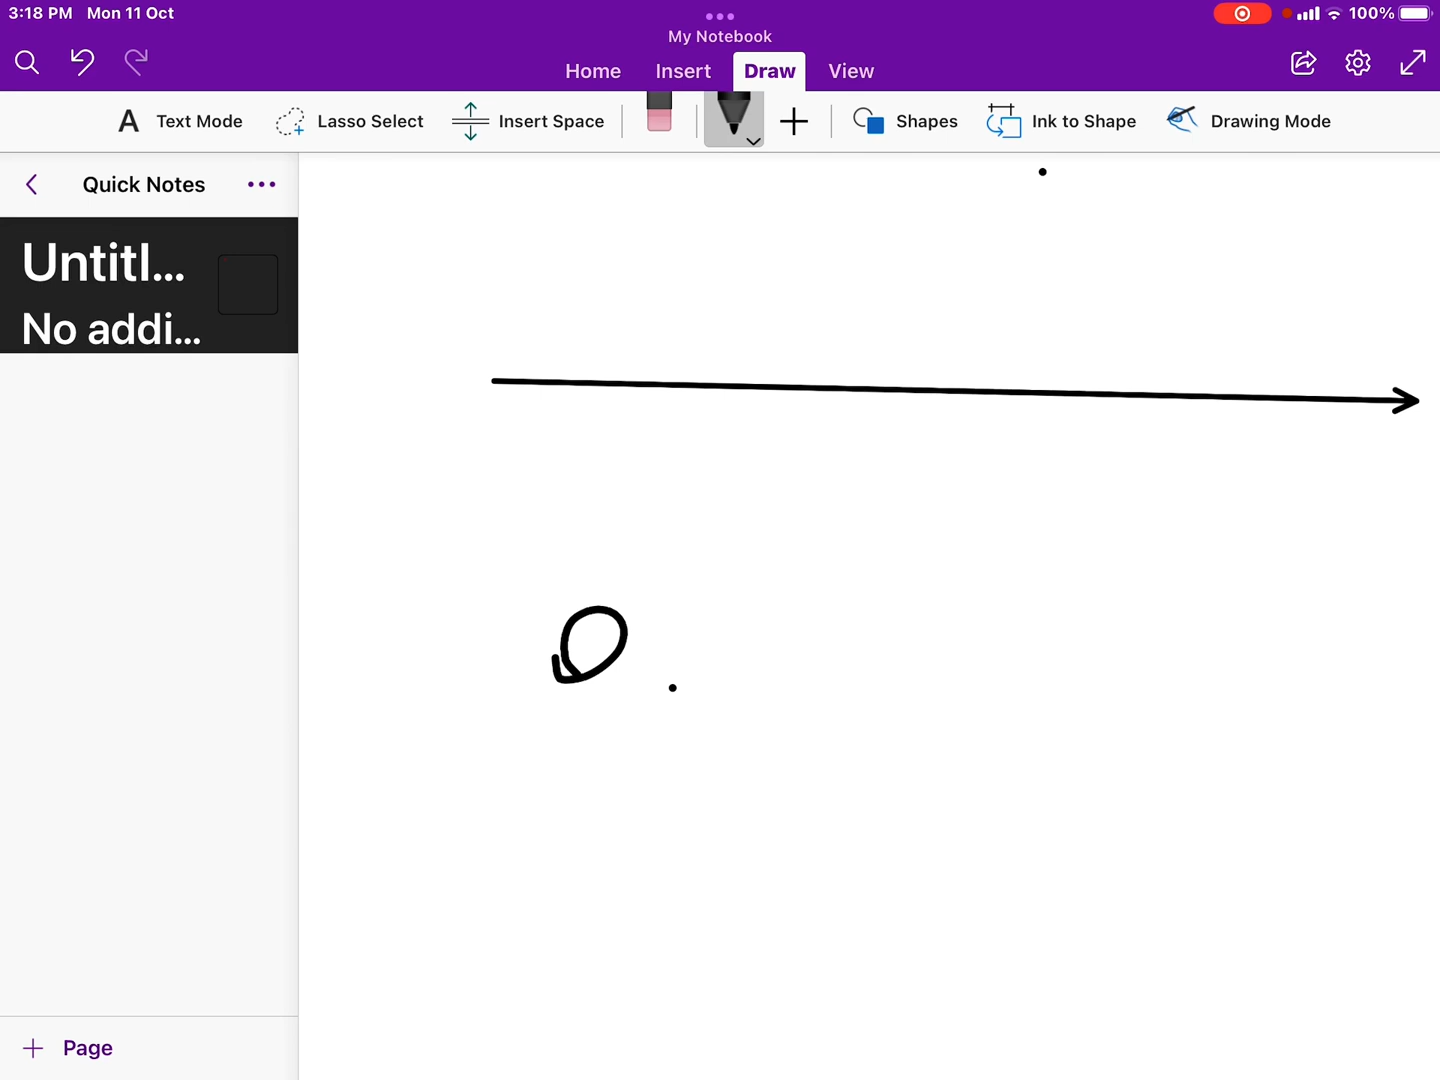 3:18 PM Mon 11 Oct 100%
My Notebook
Home Insert Draw View
A Text Mode Lasso Select Insert Space Shapes Ink to Shape Drawing Mode
Quick Notes
Untitl...
No addi...
Page